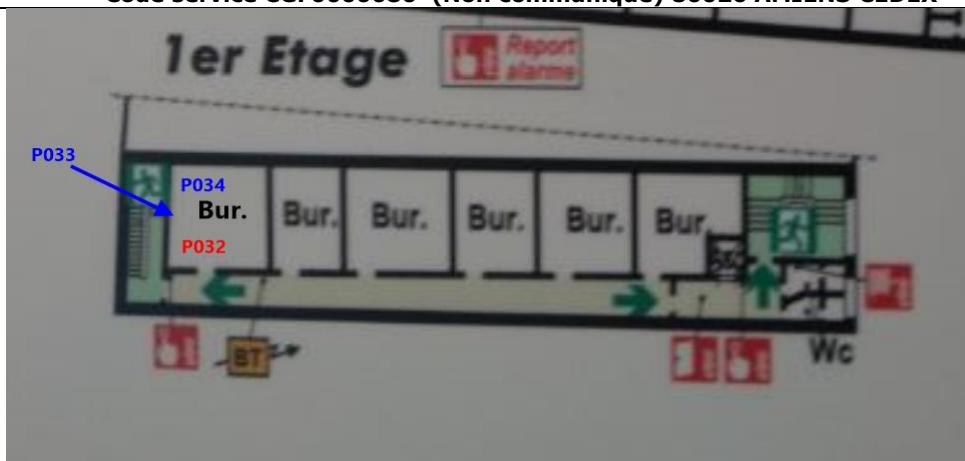 1er Etage
Report
alarme
P033
P034
Bur.
Bur.
Bur.
Bur.
Bur.
Bur.
P032
BT
Wc